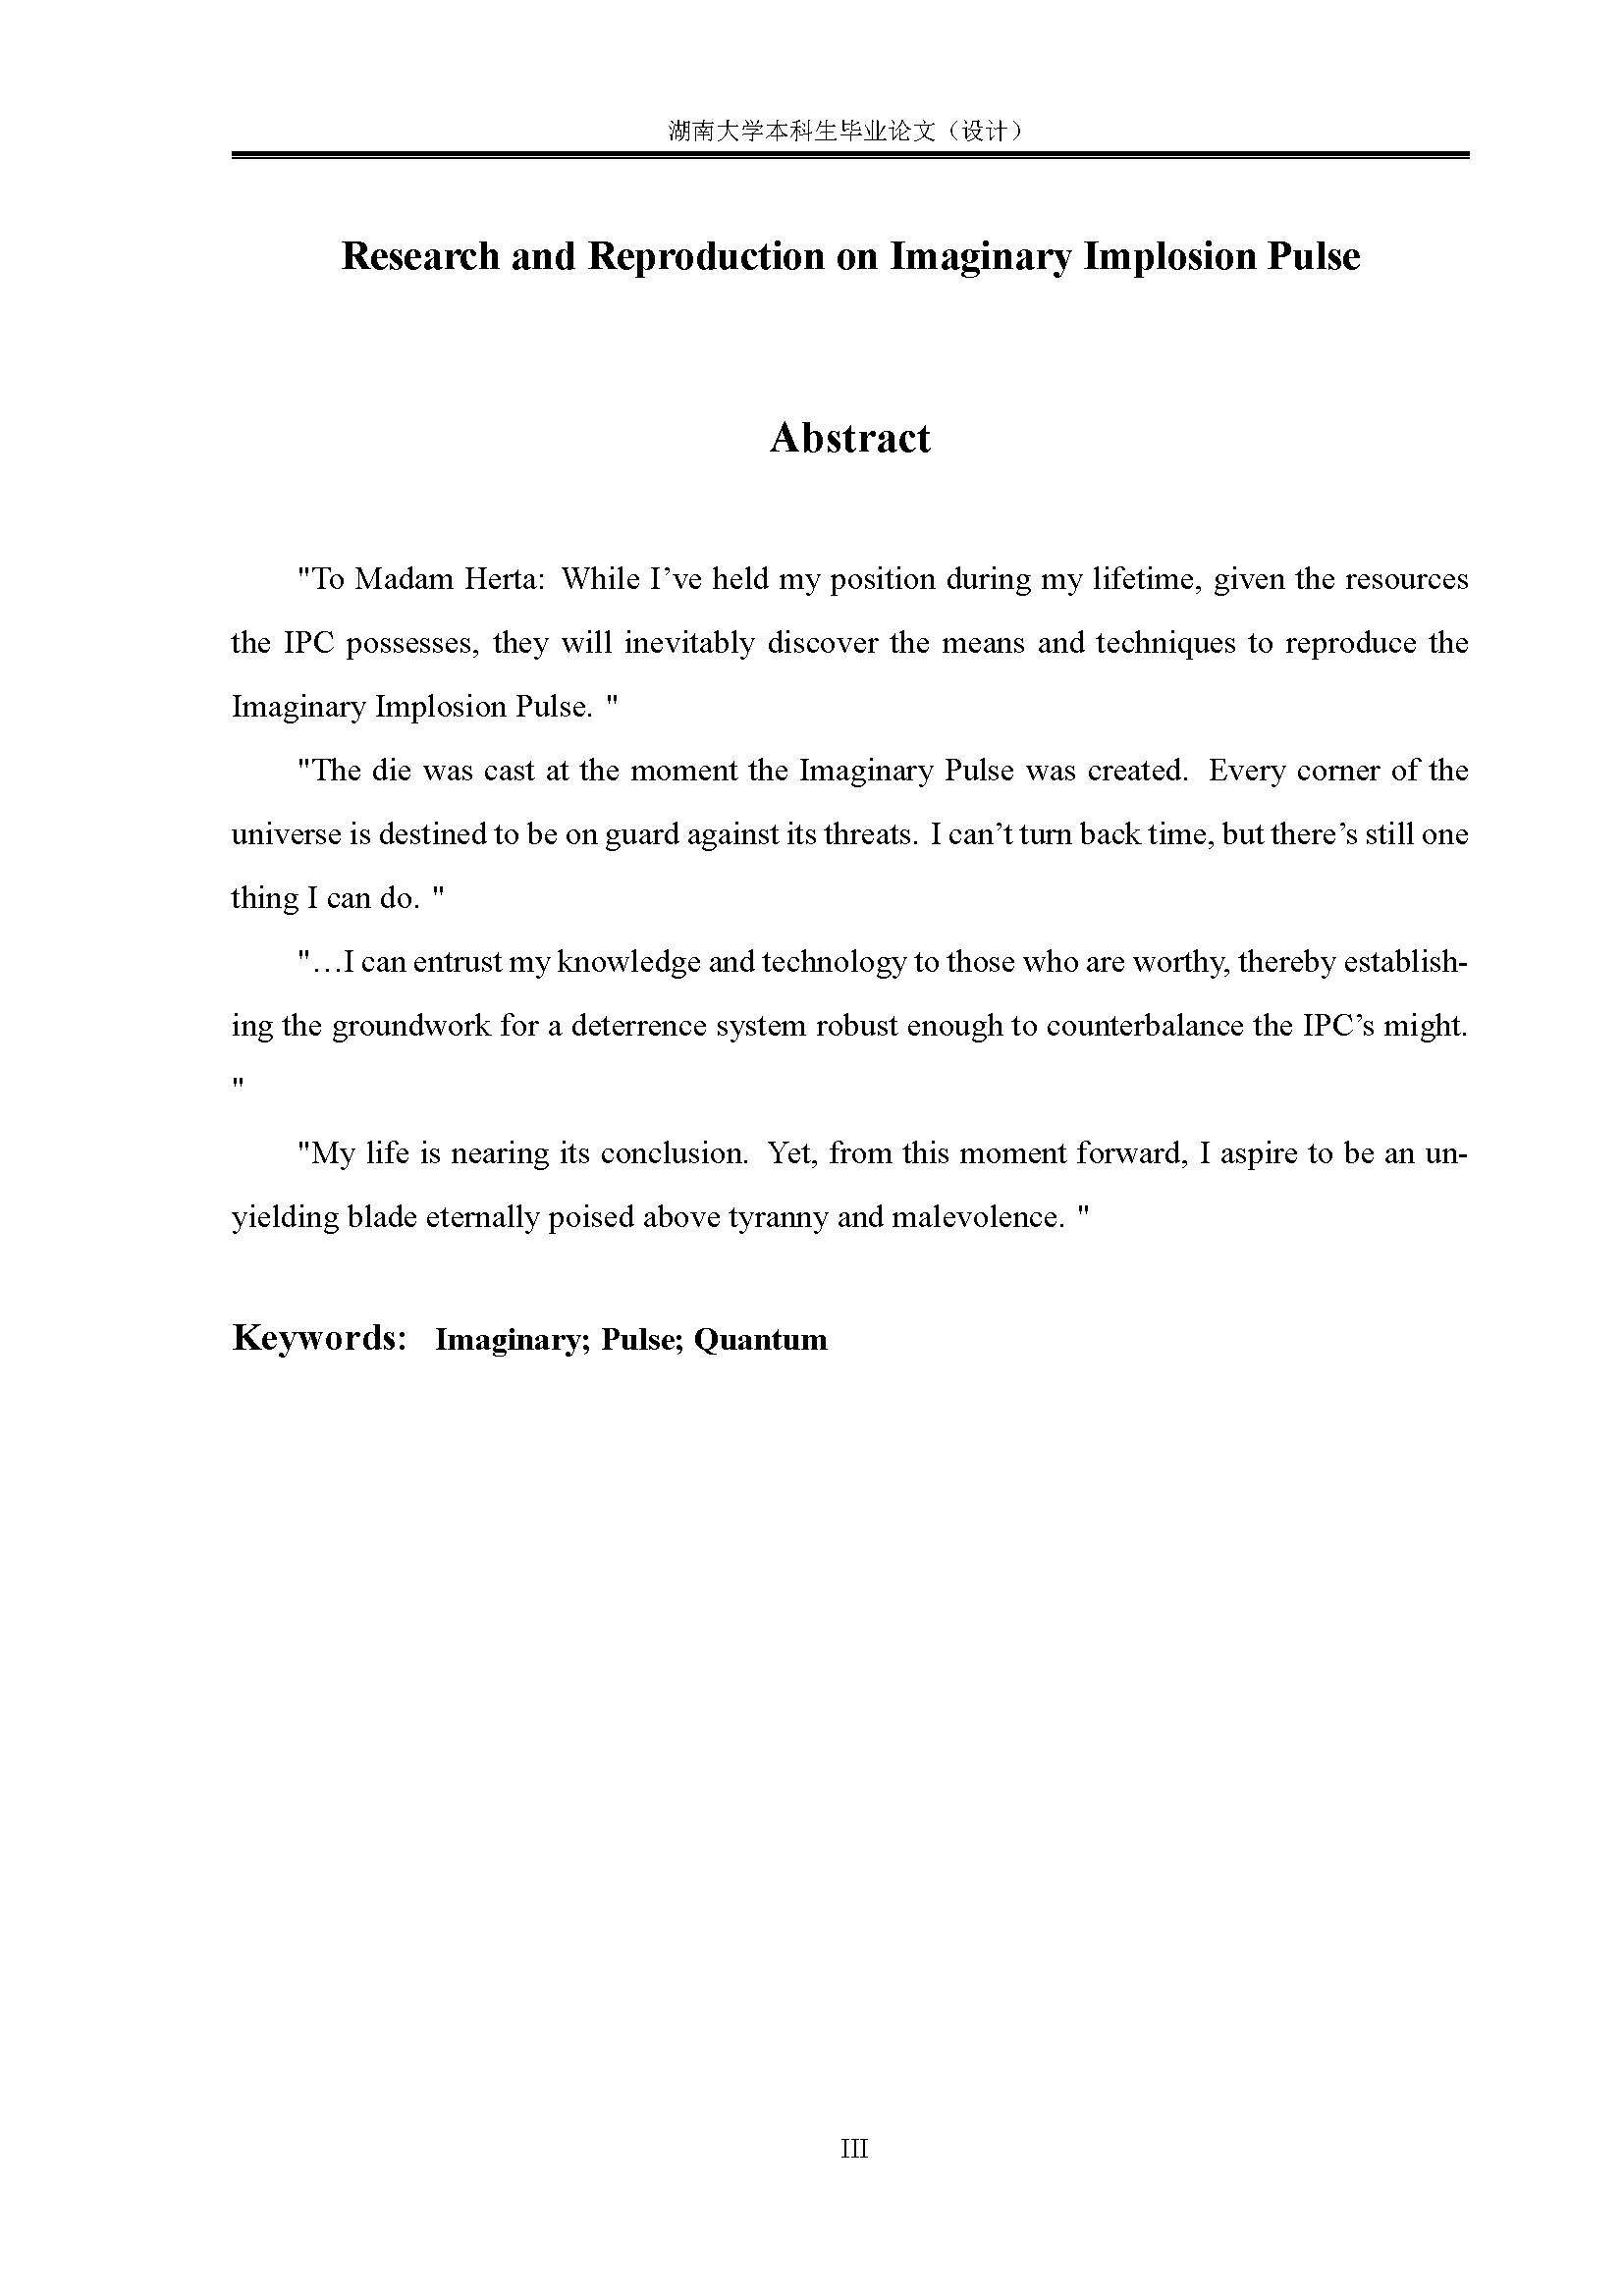 湖南大学本科生毕业论文（设计）
Research and Reproduction on Imaginary Implosion Pulse
Abstract
"To Madam Herta: While I’ve held my position during my lifetime, given the resources
the IPC possesses, they will inevitably discover the means and techniques to reproduce the
Imaginary Implosion Pulse. "
"The die was cast at the moment the Imaginary Pulse was created. Every corner of the
universe is destined to be on guard against its threats. I can’t turn back time, but there’s still one
thing I can do. "
"…I can entrust my knowledge and technology to those who are worthy, thereby establish-
ing the groundwork for a deterrence system robust enough to counterbalance the IPC’s might.
"
"My life is nearing its conclusion. Yet, from this moment forward, I aspire to be an un-
yielding blade eternally poised above tyranny and malevolence. "
Keywords: Imaginary; Pulse; Quantum
III